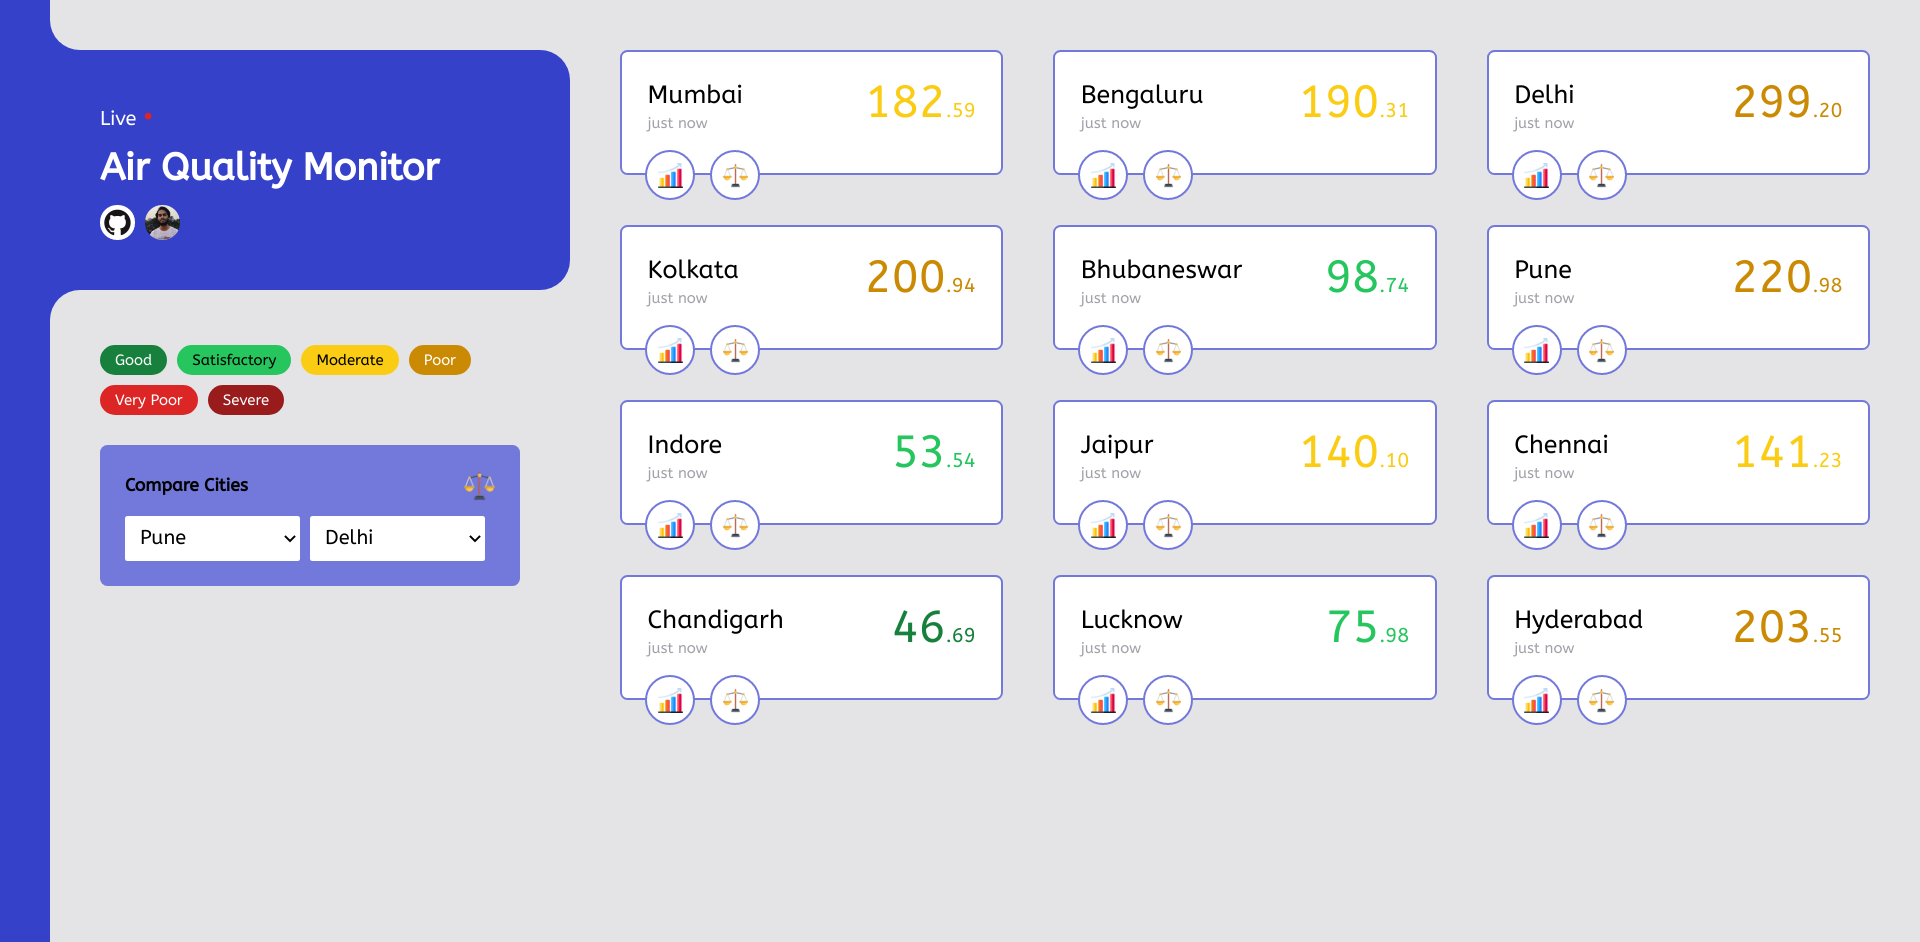 Live
Air Quality Monitor
Good Satisfactory Moderate Poor
Very Poor Severe
Compare Cities
Pune Delhi
Mumbai 182.59
just now
Bengaluru 190.31
just now
Delhi 299.20
just now
Kolkata 200.94
just now
Bhubaneswar 98.74
just now
Pune 220.98
just now
Indore 53.54
just now
Jaipur 140.10
just now
Chennai 141.23
just now
Chandigarh 46.69
just now
Lucknow 75.98
just now
Hyderabad 203.55
just now